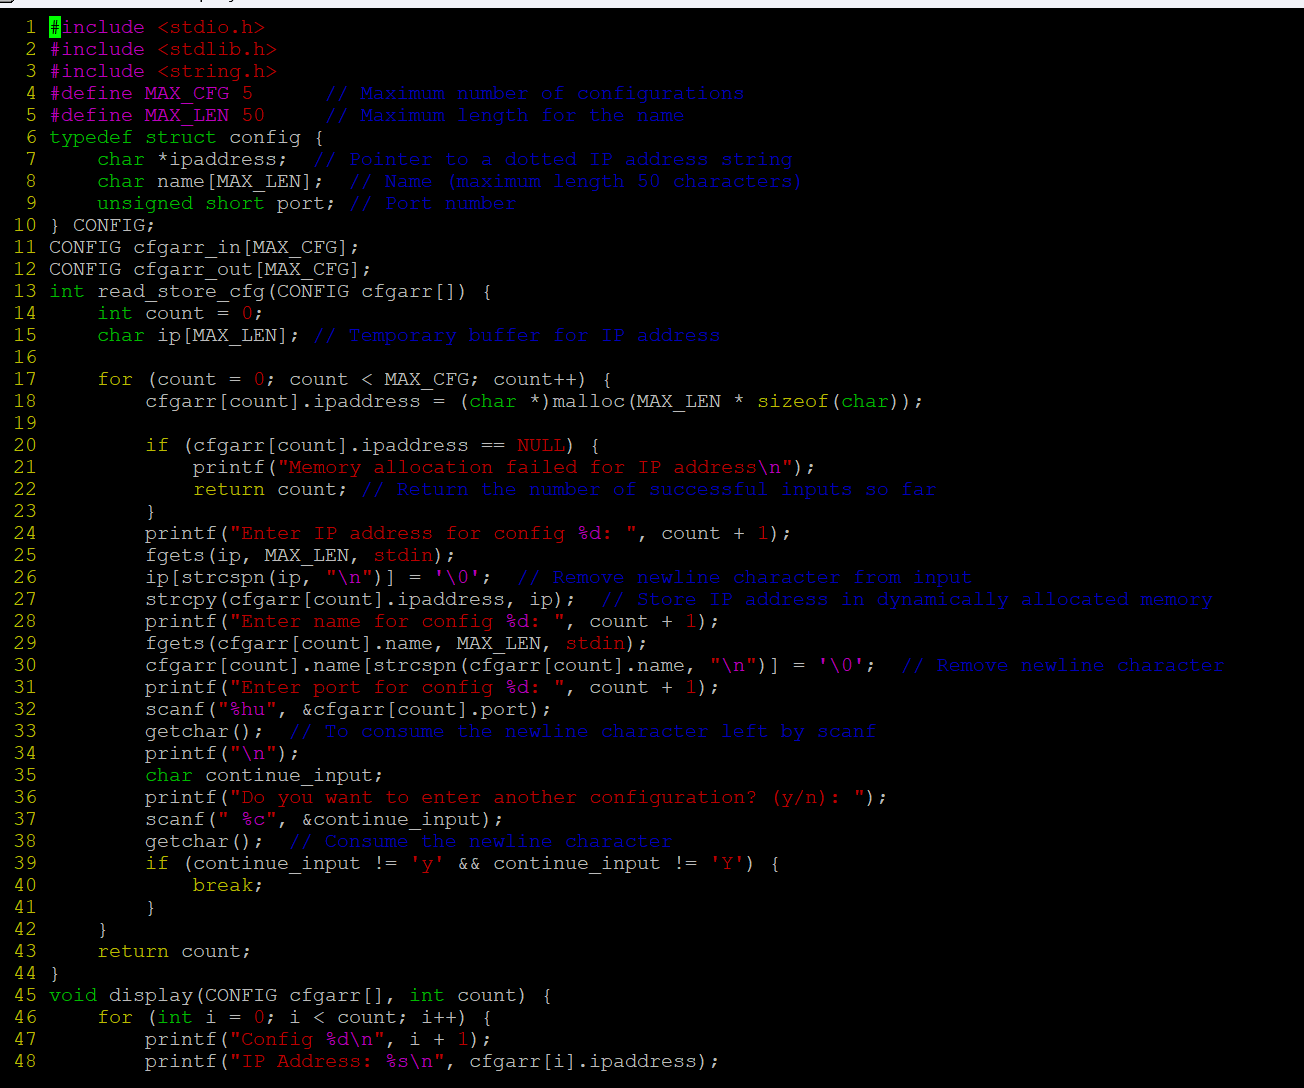 1 #include <stdio.h>
2 #include <stdlib.h>
3 #include <string.h>
4 #define MAX_CFG 5      // Maximum number of configurations
5 #define MAX_LEN 50     // Maximum length for the name
6 typedef struct config {
7     char *ipaddress;  // Pointer to a dotted IP address string
8     char name[MAX_LEN];  // Name (maximum length 50 characters)
9     unsigned short port; // Port number
10 } CONFIG;
11 CONFIG cfgarr_in[MAX_CFG];
12 CONFIG cfgarr_out[MAX_CFG];
13 int read_store_cfg(CONFIG cfgarr[]) {
14     int count = 0;
15     char ip[MAX_LEN]; // Temporary buffer for IP address
16
17     for (count = 0; count < MAX_CFG; count++) {
18         cfgarr[count].ipaddress = (char *)malloc(MAX_LEN * sizeof(char));
19
20         if (cfgarr[count].ipaddress == NULL) {
21             printf("Memory allocation failed for IP address\n");
22             return count; // Return the number of successful inputs so far
23         }
24         printf("Enter IP address for config %d: ", count + 1);
25         fgets(ip, MAX_LEN, stdin);
26         ip[strcspn(ip, "\n")] = '\0';  // Remove newline character from input
27         strcpy(cfgarr[count].ipaddress, ip);  // Store IP address in dynamically allocated memory
28         printf("Enter name for config %d: ", count + 1);
29         fgets(cfgarr[count].name, MAX_LEN, stdin);
30         cfgarr[count].name[strcspn(cfgarr[count].name, "\n")] = '\0';  // Remove newline character
31         printf("Enter port for config %d: ", count + 1);
32         scanf("%hu", &cfgarr[count].port);
33         getchar();  // To consume the newline character left by scanf
34         printf("\n");
35         char continue_input;
36         printf("Do you want to enter another configuration? (y/n): ");
37         scanf(" %c", &continue_input);
38         getchar();  // Consume the newline character
39         if (continue_input != 'y' && continue_input != 'Y') {
40             break;
41         }
42     }
43     return count;
44 }
45 void display(CONFIG cfgarr[], int count) {
46     for (int i = 0; i < count; i++) {
47         printf("Config %d\n", i + 1);
48         printf("IP Address: %s\n", cfgarr[i].ipaddress);